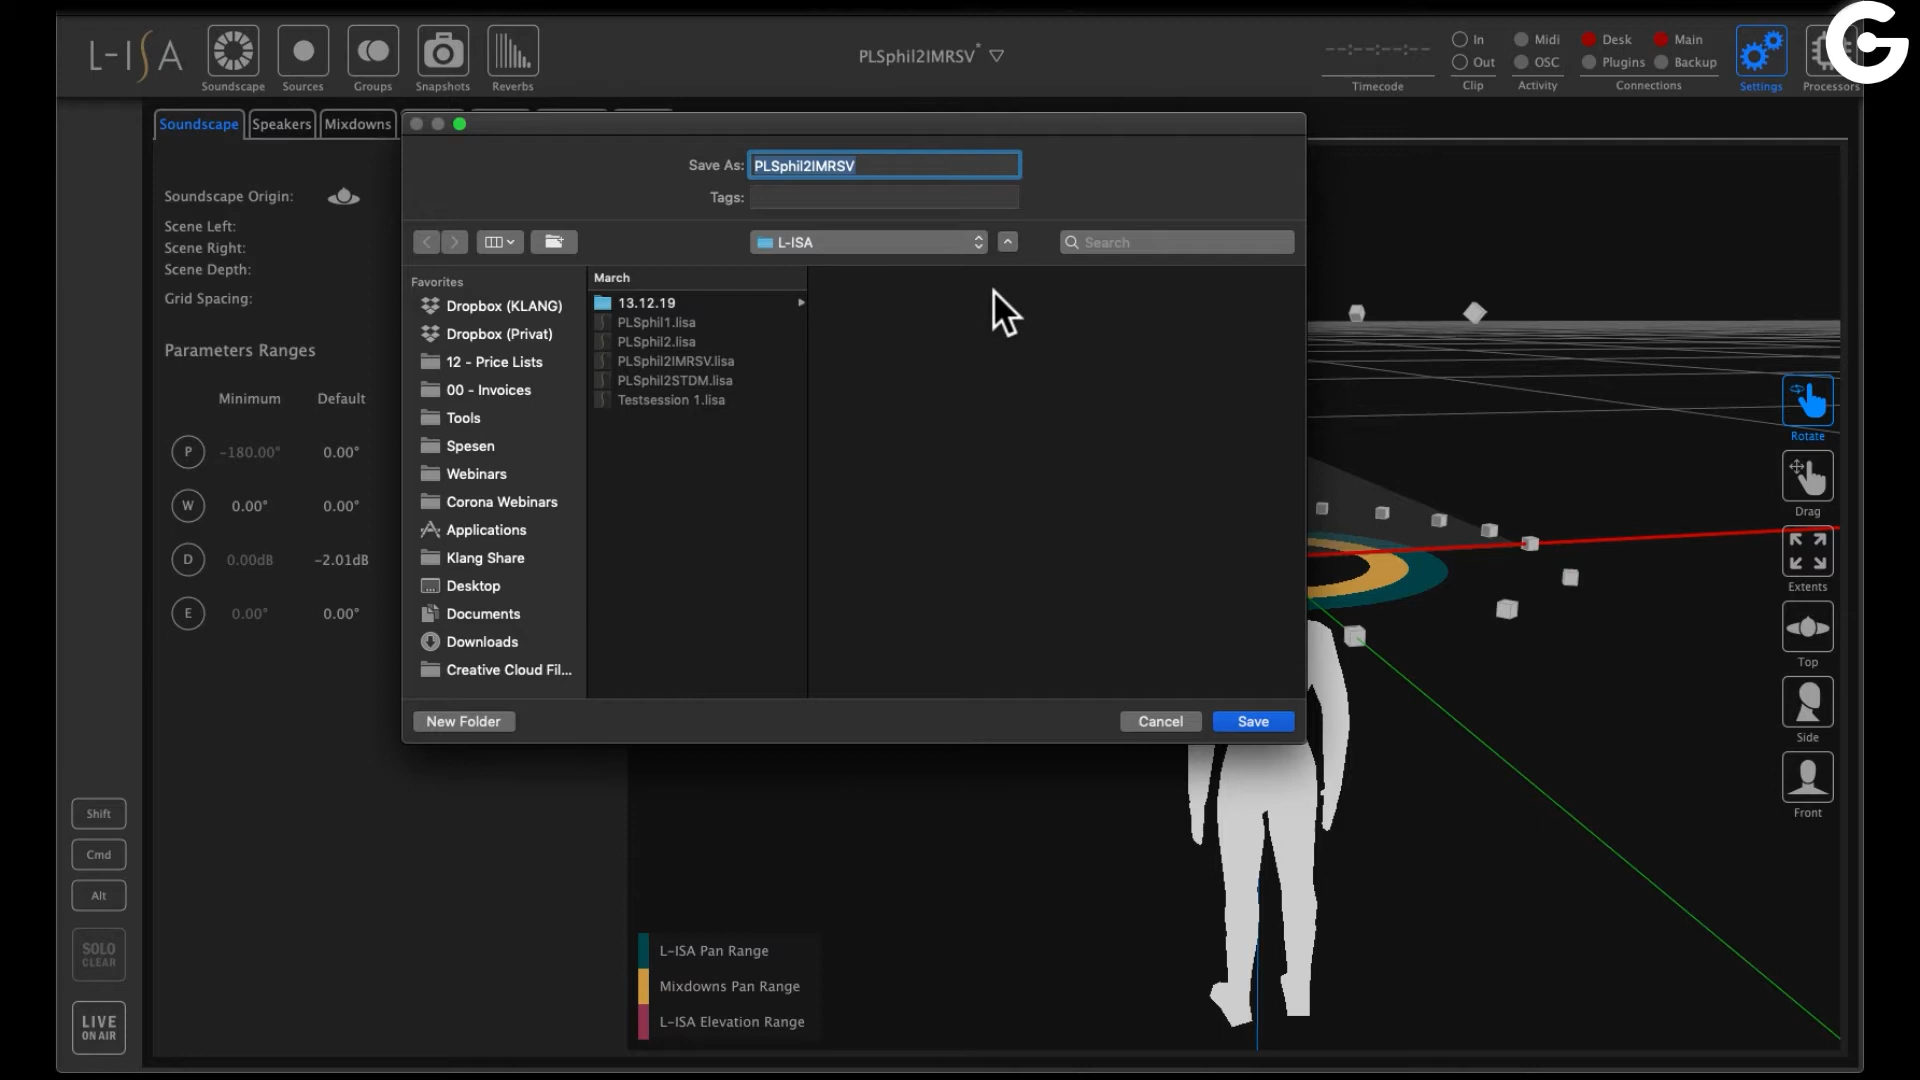 L-ISA
Soundscape
Sources
Groups
Snapshots
Reverbs
PLSphil2IMRSV*
--:--:--:--
Timecode
In
Out
Clip
Midi
OSC
Activity
Desk
Main
Plugins
Backup
Connections
Settings
Processors
G
Soundscape
Speakers
Mixdowns
Soundscape Origin:
Scene Left:
Scene Right:
Scene Depth:
Grid Spacing:
Parameters Ranges
Minimum
Default
P
-180.00°
0.00°
W
0.00°
0.00°
D
0.00dB
-2.01dB
E
0.00°
0.00°
Save As:
PLSphil2IMRSV
Tags:
L-ISA
Search
Favorites
Dropbox (KLANG)
Dropbox (Privat)
12 - Price Lists
00 - Invoices
Tools
Spesen
Webinars
Corona Webinars
Applications
Klang Share
Desktop
Documents
Downloads
Creative Cloud Fil...
March
13.12.19
PLSphil1.lisa
PLSphil2.lisa
PLSphil2IMRSV.lisa
PLSphil2STDM.lisa
Testsession 1.lisa
New Folder
Cancel
Save
Rotate
Drag
Extents
Top
Side
Front
Shift
Cmd
Alt
SOLO
CLEAR
LIVE
ON AIR
L-ISA Pan Range
Mixdowns Pan Range
L-ISA Elevation Range